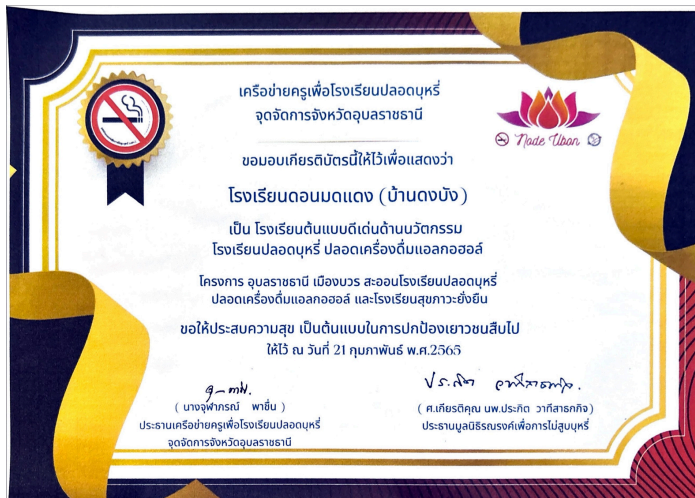 เครือข่ายครูเพื่อโรงเรียนปลอดบุหรี่
จุดจัดการจังหวัดอุบลราชธานี
Node Ubon
ขอมอบเกียรติบัตรนี้ให้ไว้เพื่อแสดงว่า
โรงเรียนดอนมดแดง (บ้านดงบัง)
เป็น โรงเรียนต้นแบบดีเด่นด้านนวัตกรรม
โรงเรียนปลอดบุหรี่ ปลอดเครื่องดื่มแอลกอฮอล์
โครงการ อุบลราชธานี เมืองบวร สะออนโรงเรียนปลอดบุหรี่
ปลอดเครื่องดื่มแอลกอฮอล์ และโรงเรียนสุขภาวะยั่งยืน
ขอให้ประสบความสุข เป็นต้นแบบในการปกป้องเยาวชนสืบไป
ให้ไว้ ณ วันที่ 21 กุมภาพันธ์ พ.ศ.2565
( นางจุฬาภรณ์ พาชื่น )
ประธานเครือข่ายครูเพื่อโรงเรียนปลอดบุหรี่
จุดจัดการจังหวัดอุบลราชธานี
( ศ.เกียรติคุณ นพ.ประกิต วาทีสาธกกิจ)
ประธานมูลนิธิรณรงค์เพื่อการไม่สูบบุหรี่